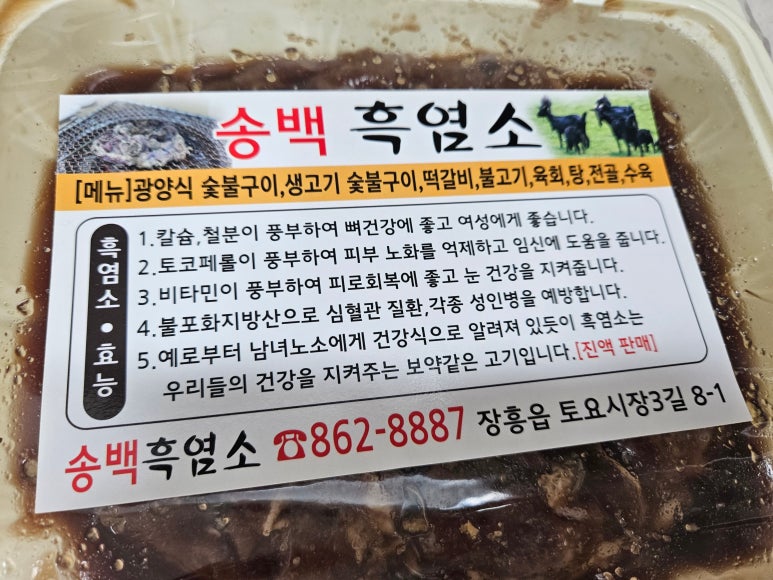 송백 흑염소
[메뉴]광양식 숯불구이,생고기 숯불구이,떡갈비,불고기,육회,탕,전골,수육
흑염소•효능
1.칼슘,철분이 풍부하여 뼈건강에 좋고 여성에게 좋습니다.
2.토코페롤이 풍부하여 피부 노화를 억제하고 임신에 도움을 줍니다.
3.비타민이 풍부하여 피로회복에 좋고 눈 건강을 지켜줍니다.
4.불포화지방산으로 심혈관 질환,각종 성인병을 예방합니다.
5.예로부터 남녀노소에게 건강식으로 알려져 있듯이 흑염소는
우리들의 건강을 지켜주는 보약같은 고기입니다.[진액 판매]
송백흑염소 ☎862-8887 장흥읍 토요시장3길 8-1